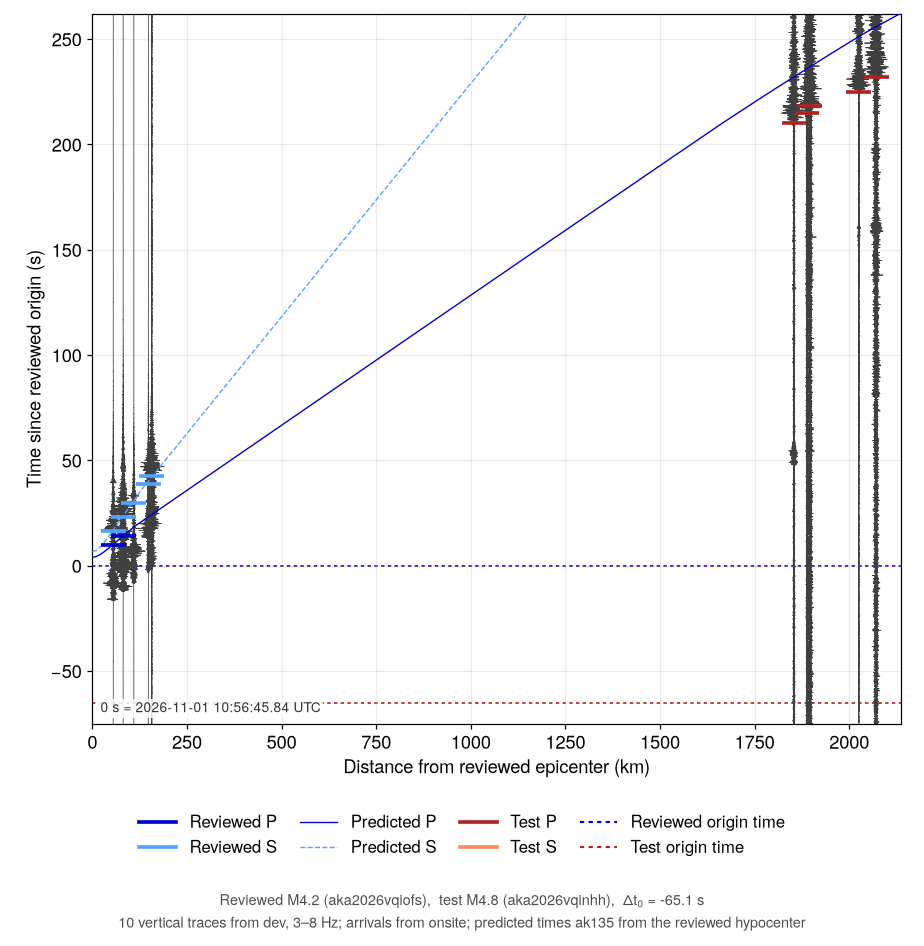 250
200
150
100
50
0
−50
Time since reviewed origin (s)
0 s = 2026-11-01 10:56:45.84 UTC
0 250 500 750 1000 1250 1500 1750 2000
Distance from reviewed epicenter (km)
Reviewed P Predicted P Test P Reviewed origin time
Reviewed S Predicted S Test S Test origin time
Reviewed M4.2 (aka2026vqiofs), test M4.8 (aka2026vqinhh), Δt₀ = -65.1 s
10 vertical traces from dev, 3–8 Hz; arrivals from onsite; predicted times ak135 from the reviewed hypocenter